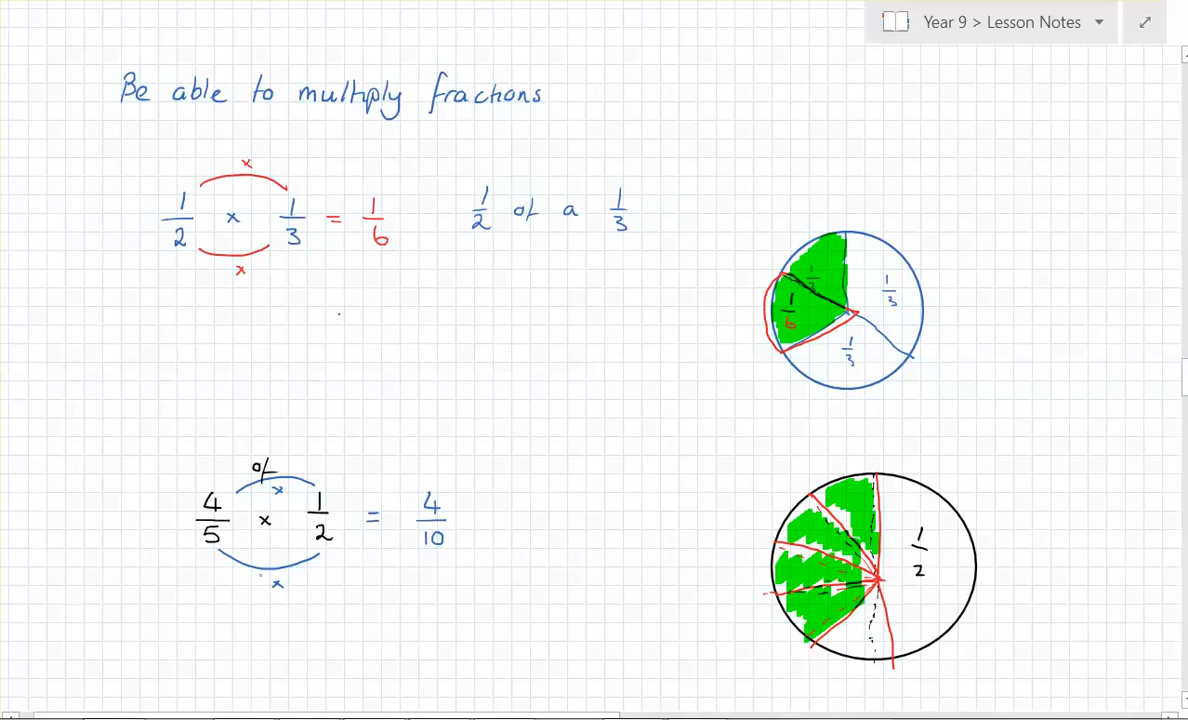 Year 9 > Lesson Notes
Be able to multiply fractions
x
1/2 x 1/3 = 1/6
x
1/2 of a 1/3
1/3
1/3
1/6
1/3
of
x
4/5 x 1/2 = 4/10
x
1/2